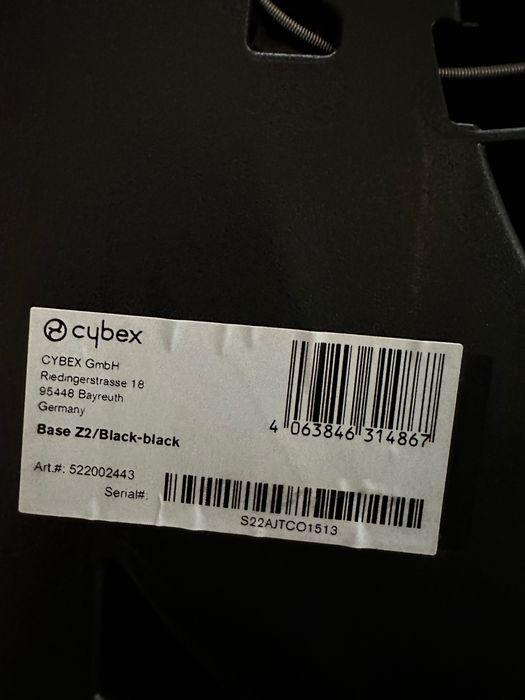 cybex
CYBEX GmbH
Riedingerstrasse 18
95448 Bayreuth
Germany
Base Z2/Black-black
4 063846 314867
Art.#: 522002443
Serial#:
S22AJTCO1513